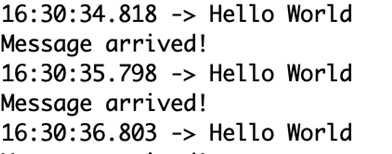 16:30:34.818 -> Hello World
Message arrived!
16:30:35.798 -> Hello World
Message arrived!
16:30:36.803 -> Hello World